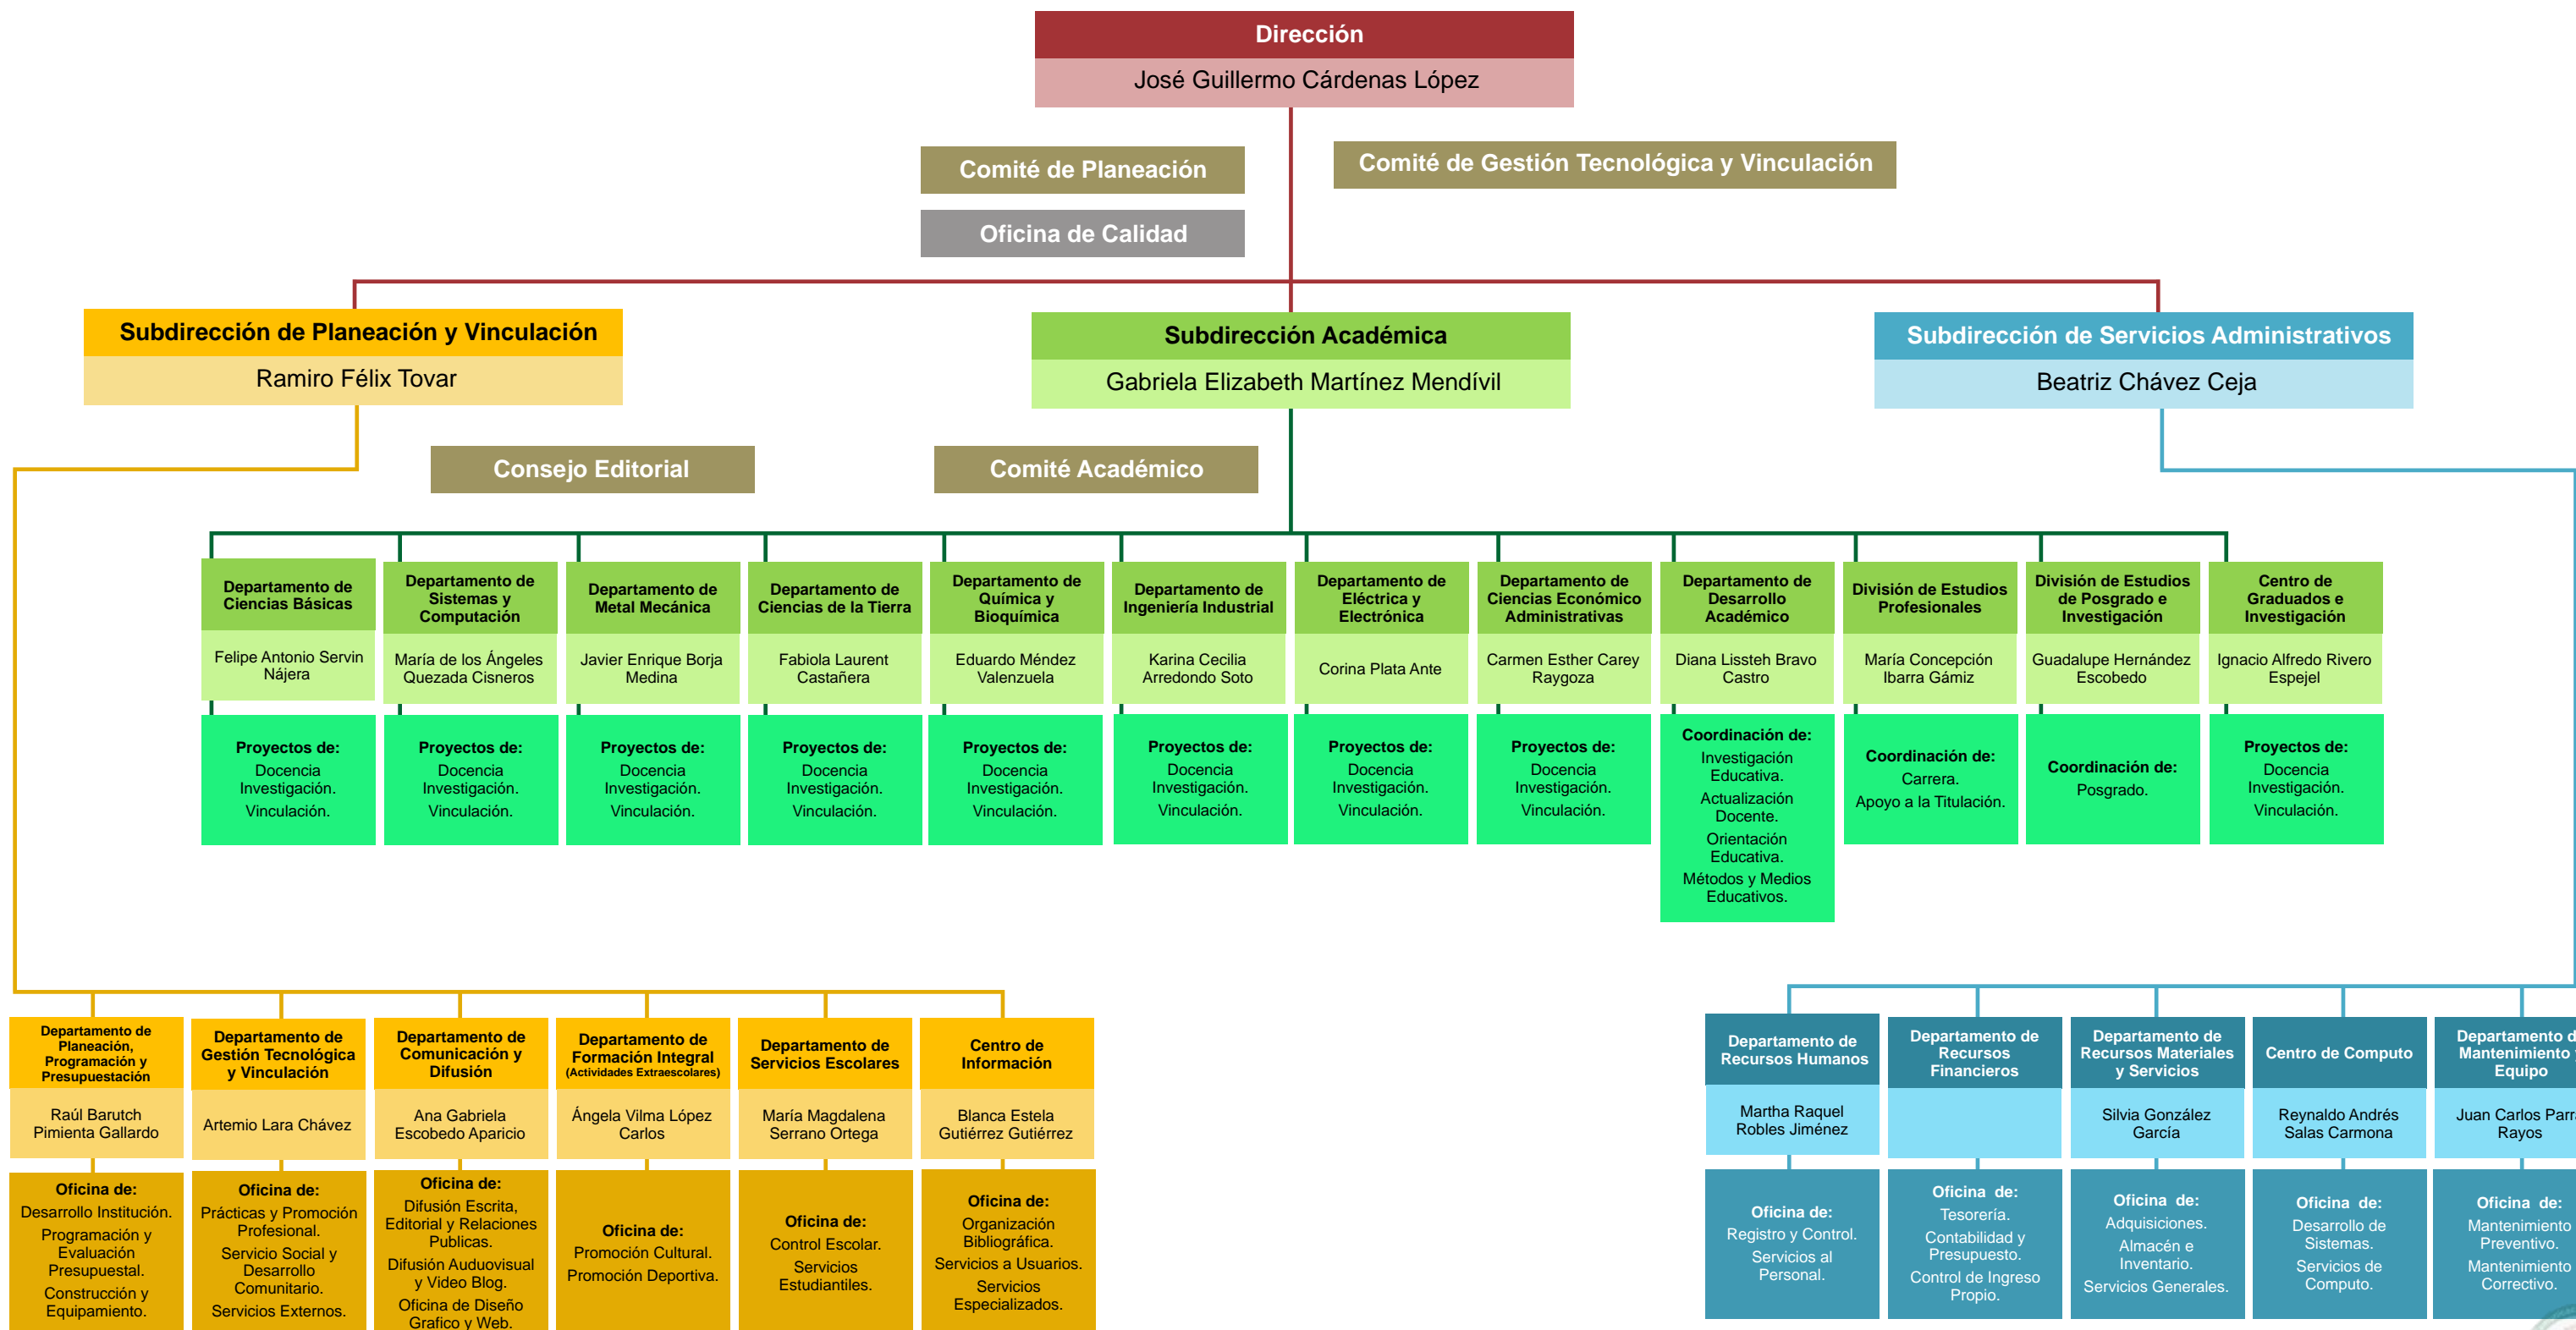 Dirección
José Guillermo Cárdenas López
Comité de Planeación
Comité de Gestión Tecnológica y Vinculación
Oficina de Calidad
Subdirección de Planeación y Vinculación
Ramiro Félix Tovar
Subdirección Académica
Gabriela Elizabeth Martínez Mendívil
Subdirección de Servicios Administrativos
Beatriz Chávez Ceja
Consejo Editorial
Comité Académico
Departamento de
Ciencias Básicas
Felipe Antonio Servin
Nájera
Proyectos de:
Docencia
Investigación.
Vinculación.
Departamento de
Sistemas y
Computación
María de los Ángeles
Quezada Cisneros
Proyectos de:
Docencia
Investigación.
Vinculación.
Departamento de
Metal Mecánica
Javier Enrique Borja
Medina
Proyectos de:
Docencia
Investigación.
Vinculación.
Departamento de
Ciencias de la Tierra
Fabiola Laurent
Castañera
Proyectos de:
Docencia
Investigación.
Vinculación.
Departamento de
Química y
Bioquímica
Eduardo Méndez
Valenzuela
Proyectos de:
Docencia
Investigación.
Vinculación.
Departamento de
Ingeniería Industrial
Karina Cecilia
Arredondo Soto
Proyectos de:
Docencia
Investigación.
Vinculación.
Departamento de
Eléctrica y
Electrónica
Corina Plata Ante
Proyectos de:
Docencia
Investigación.
Vinculación.
Departamento de
Ciencias Económico
Administrativas
Carmen Esther Carey
Raygoza
Proyectos de:
Docencia
Investigación.
Vinculación.
Departamento de
Desarrollo
Académico
Diana Lissteh Bravo
Castro
Coordinación de:
Investigación
Educativa.
Actualización
Docente.
Orientación
Educativa.
Métodos y Medios
Educativos.
División de Estudios
Profesionales
María Concepción
Ibarra Gámiz
Coordinación de:
Carrera.
Apoyo a la Titulación.
División de Estudios
de Posgrado e
Investigación
Guadalupe Hernández
Escobedo
Coordinación de:
Posgrado.
Centro de
Graduados e
Investigación
Ignacio Alfredo Rivero
Espejel
Proyectos de:
Docencia
Investigación.
Vinculación.
Departamento de
Planeación,
Programación y
Presupuestación
Raúl Barutch
Pimienta Gallardo
Oficina de:
Desarrollo Institución.
Programación y
Evaluación
Presupuestal.
Construcción y
Equipamiento.
Departamento de
Gestión Tecnológica
y Vinculación
Artemio Lara Chávez
Oficina de:
Prácticas y Promoción
Profesional.
Servicio Social y
Desarrollo
Comunitario.
Servicios Externos.
Departamento de
Comunicación y
Difusión
Ana Gabriela
Escobedo Aparicio
Oficina de:
Difusión Escrita,
Editorial y Relaciones
Publicas.
Difusión Auduovisual
y Video Blog.
Oficina de Diseño
Grafico y Web.
Departamento de
Formación Integral
(Actividades Extraescolares)
Ángela Vilma López
Carlos
Oficina de:
Promoción Cultural.
Promoción Deportiva.
Departamento de
Servicios Escolares
María Magdalena
Serrano Ortega
Oficina de:
Control Escolar.
Servicios
Estudiantiles.
Centro de
Información
Blanca Estela
Gutiérrez Gutiérrez
Oficina de:
Organización
Bibliográfica.
Servicios a Usuarios.
Servicios
Especializados.
Departamento de
Recursos Humanos
Martha Raquel
Robles Jiménez
Oficina de:
Registro y Control.
Servicios al
Personal.
Departamento de
Recursos
Financieros
Oficina de:
Tesorería.
Contabilidad y
Presupuesto.
Control de Ingreso
Propio.
Departamento de
Recursos Materiales
y Servicios
Silvia González
García
Oficina de:
Adquisiciones.
Almacén e
Inventario.
Servicios Generales.
Centro de Computo
Reynaldo Andrés
Salas Carmona
Oficina de:
Desarrollo de
Sistemas.
Servicios de
Computo.
Departamento
Mantenimiento
Equipo
Juan Carlos
Rayos
Oficina de:
Mantenimiento
Preventivo.
Mantenimiento
Correctivo.